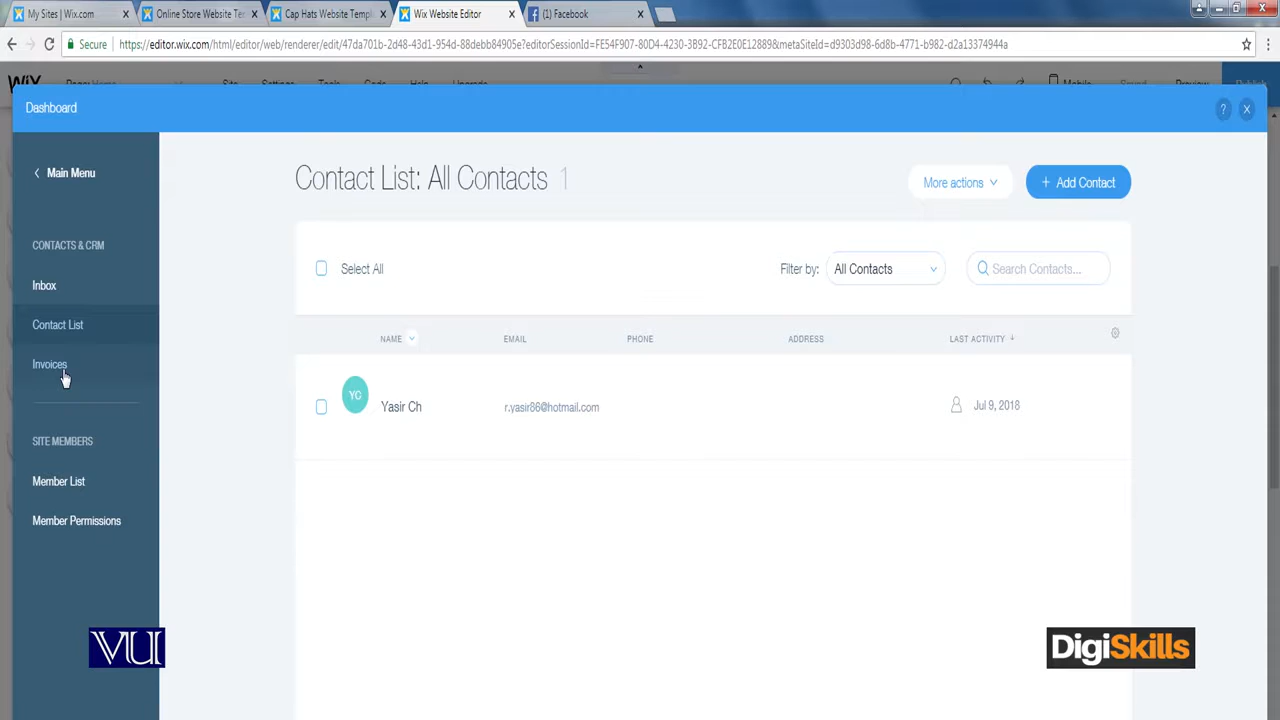 My Sites | Wix.com
Online Store Website Te
Cap Hats Website Templ
Wix Website Editor
(1) Facebook
Secure
https://editor.wix.com/html/editor/web/renderer/edit/47da701b-2d48-43d1-954d-88debb84905e?editorSessionId=FE54F907-80D4-4230-3B92-CFB2E0E12889&metaSiteId=d9303d98-6d8b-4771-b982-d2a13374944a
Dashboard
?
X
Main Menu
Contact List: All Contacts 1
More actions
+ Add Contact
CONTACTS & CRM
Inbox
Contact List
Invoices
SITE MEMBERS
Member List
Member Permissions
Select All
Filter by:
All Contacts
Search Contacts...
NAME
EMAIL
PHONE
ADDRESS
LAST ACTIVITY
YC
Yasir Ch
r.yasir86@hotmail.com
Jul 9, 2018
VU
DigiSkills